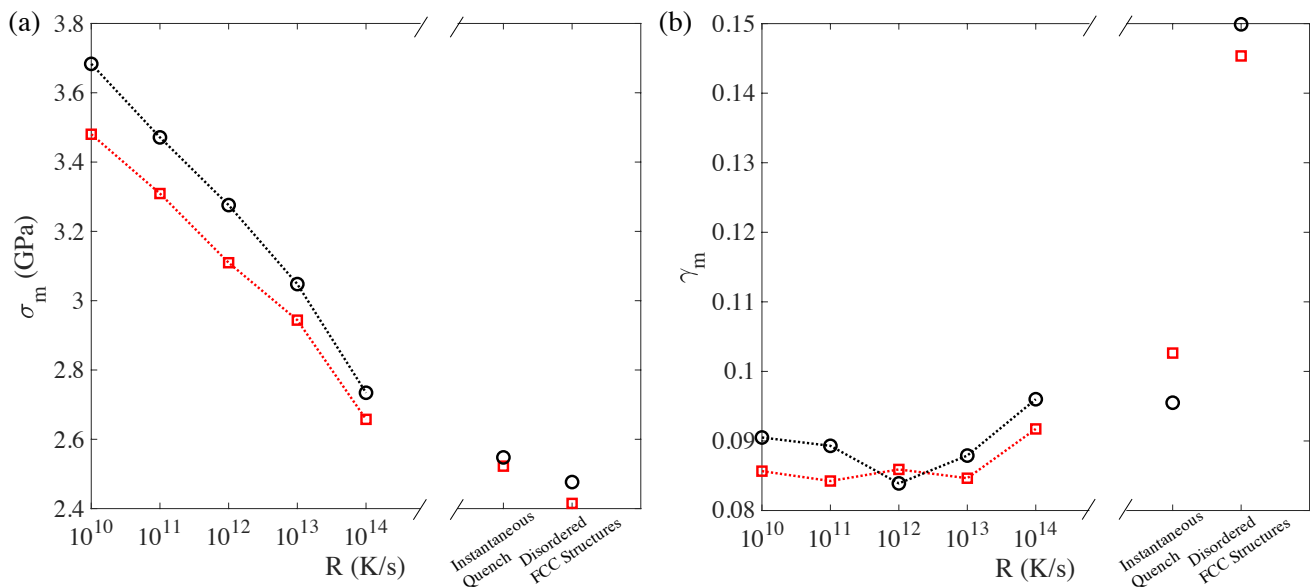 (a)
3.8
3.6
3.4
3.2
3
2.8
2.6
2.4
σm (GPa)
10^10 10^11 10^12 10^13 10^14
R (K/s)
Instantaneous
Quench
Disordered
FCC Structures
(b)
0.15
0.14
0.13
0.12
0.11
0.1
0.09
0.08
γm
10^10 10^11 10^12 10^13 10^14
R (K/s)
Instantaneous
Quench
Disordered
FCC Structures